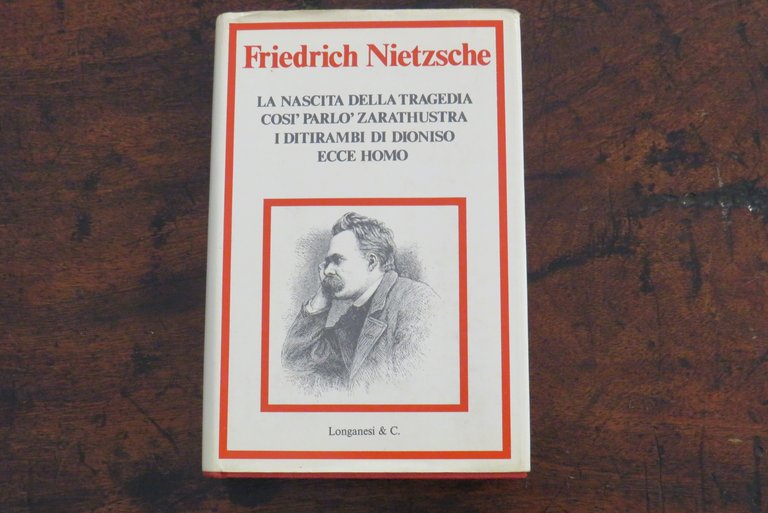 Friedrich Nietzsche
LA NASCITA DELLA TRAGEDIA
COSI' PARLO' ZARATHUSTRA
I DITIRAMBI DI DIONISO
ECCE HOMO
Longanesi & C.